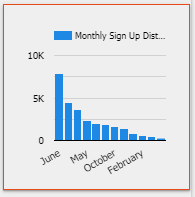 Monthly Sign Up Dist...
10K
5K
0
June
May
October
February